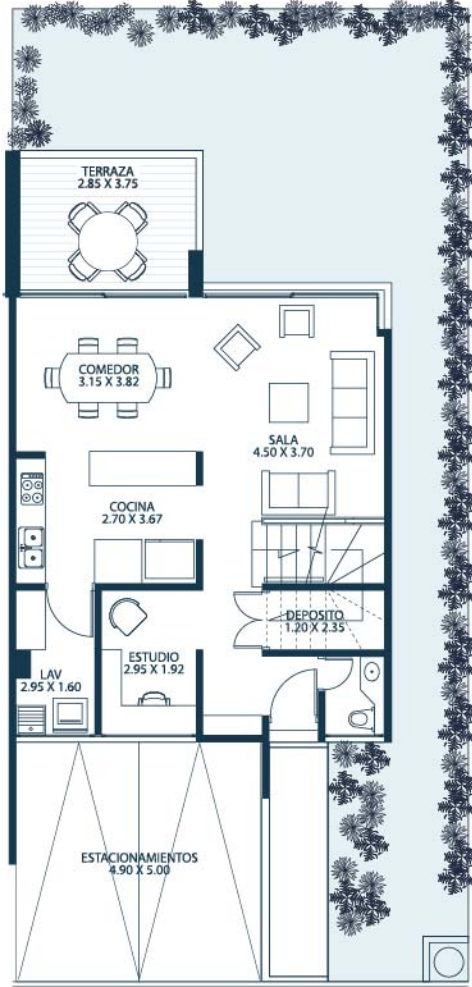 TERRAZA
2.85 X 3.75
COMEDOR
3.15 X 3.82
SALA
4.50 X 3.70
COCINA
2.70 X 3.67
DEPOSITO
1.20 X 2.35
ESTUDIO
2.95 X 1.92
LAV
2.95 X 1.60
ESTACIONAMIENTOS
4.90 X 5.00